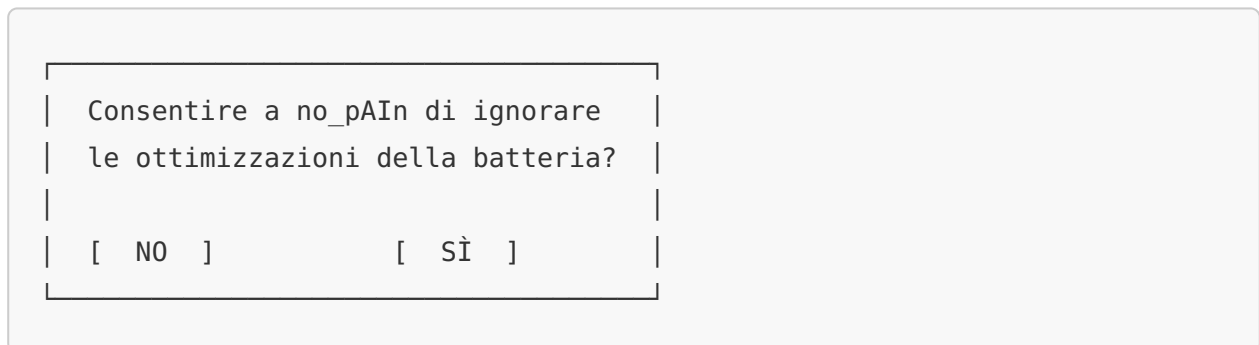 Consentire a no_pAIn di ignorare
le ottimizzazioni della batteria?
[ NO ] [ SÌ ]